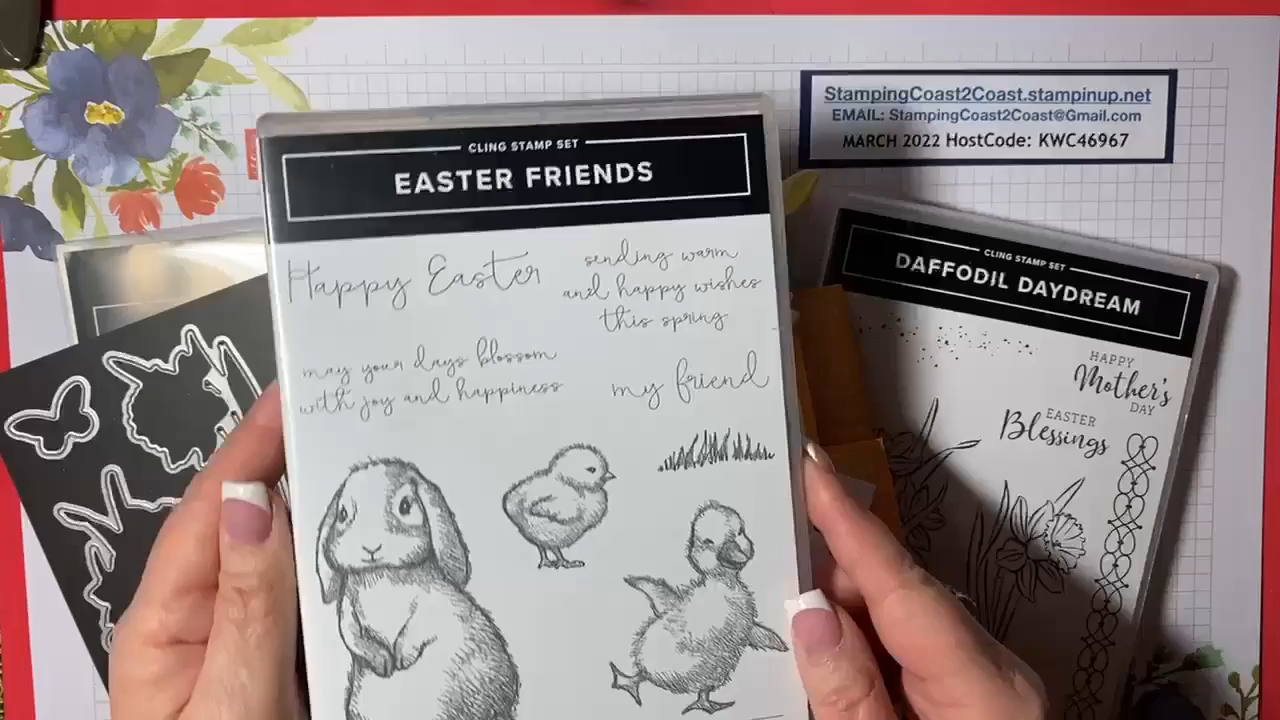 StampingCoast2Coast.stampinup.net
EMAIL: StampingCoast2Coast@Gmail.com
MARCH 2022 HostCode: KWC46967
CLING STAMP SET
EASTER FRIENDS
Happy Easter
sending warm
and happy wishes
this spring
may your days blossom
with joy and happiness
my friend
CLING STAMP SET
DAFFODIL DAYDREAM
HAPPY
Mother's
DAY
EASTER
Blessings